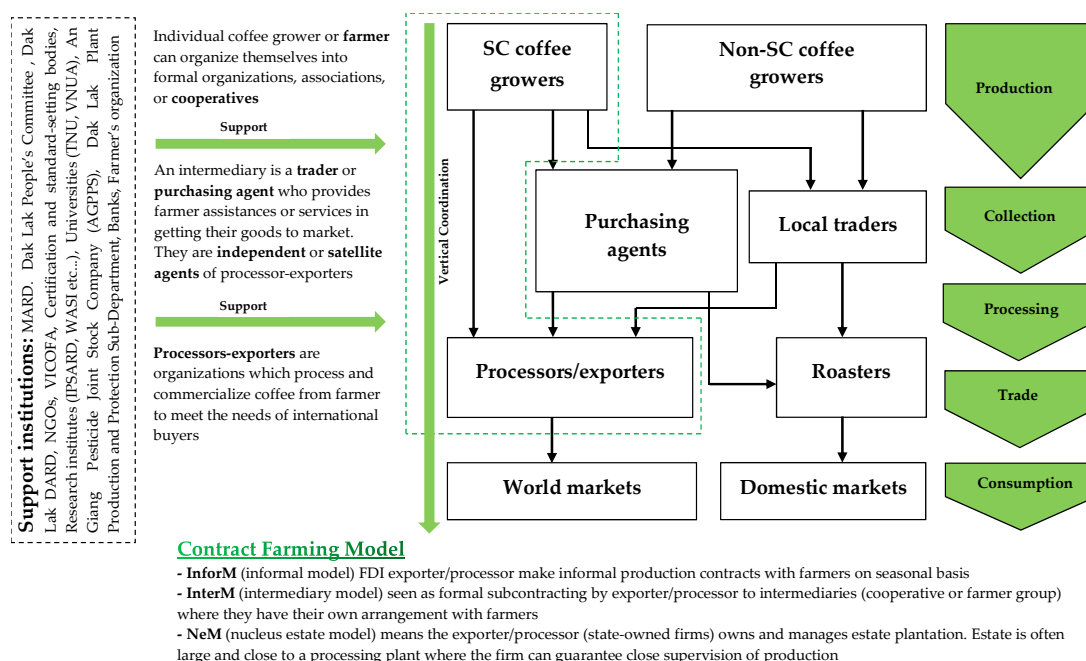 Support institutions: MARD. Dak Lak People's Committee , Dak
Lak DARD, NGOs, VICOFA, Certification and standard-setting bodies,
Research institutes (IPSARD, WASI etc...), Universities (TNU, VNUA), An
Giang Pesticide Joint Stock Company (AGPPS), Dak Lak Plant
Production and Protection Sub-Department, Banks, Farmer's organization
Individual coffee grower or farmer
can organize themselves into
formal organizations, associations,
or cooperatives
Support
An intermediary is a trader or
purchasing agent who provides
farmer assistances or services in
getting their goods to market.
They are independent or satellite
agents of processor-exporters
Support
Processors-exporters are
organizations which process and
commercialize coffee from farmer
to meet the needs of international
buyers
Vertical Coordination
SC coffee
growers
Non-SC coffee
growers
Purchasing
agents
Local traders
Processors/exporters
Roasters
World markets
Domestic markets
Production
Collection
Processing
Trade
Consumption
Contract Farming Model
- InforM (informal model) FDI exporter/processor make informal production contracts with farmers on seasonal basis
- InterM (intermediary model) seen as formal subcontracting by exporter/processor to intermediaries (cooperative or farmer group)
where they have their own arrangement with farmers
- NeM (nucleus estate model) means the exporter/processor (state-owned firms) owns and manages estate plantation. Estate is often
large and close to a processing plant where the firm can guarantee close supervision of production